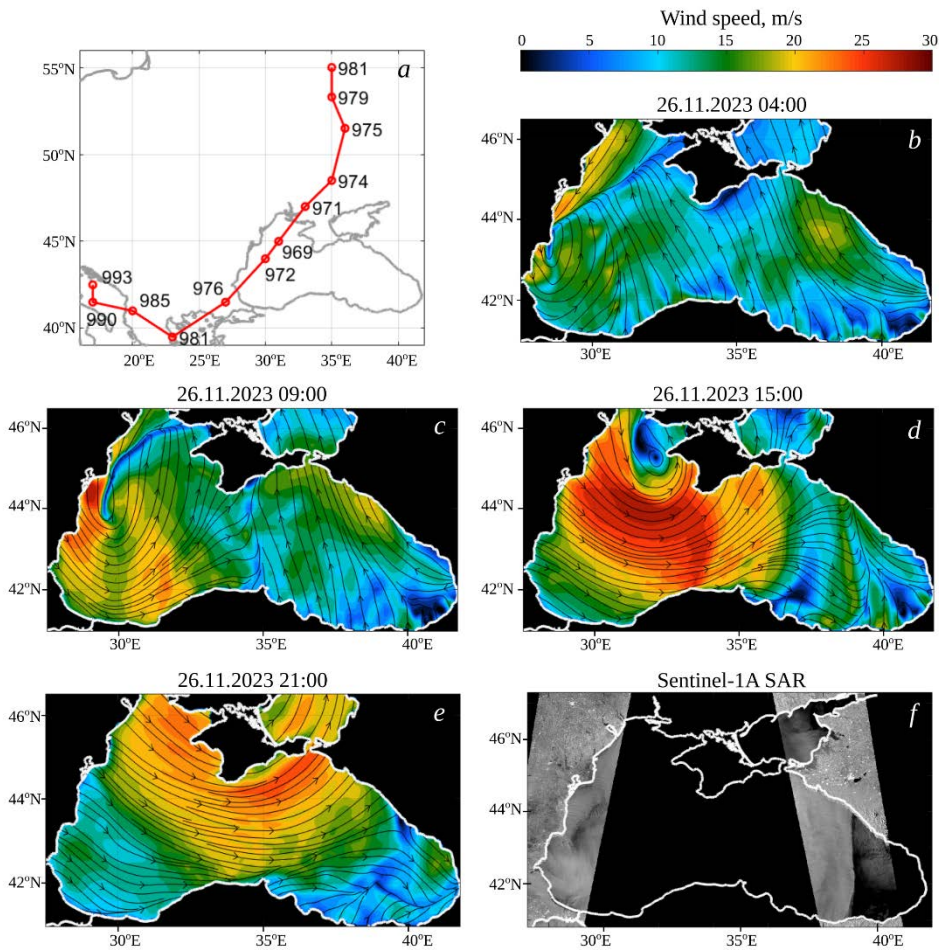 Wind speed, m/s
0 5 10 15 20 25 30
a
55°N
50°N
45°N
40°N
981
979
975
974
971
969
972
976
993
985
990
981
20°E 25°E 30°E 35°E 40°E
26.11.2023 04:00
b
46°N
44°N
42°N
30°E 35°E 40°E
26.11.2023 09:00
c
46°N
44°N
42°N
30°E 35°E 40°E
26.11.2023 15:00
d
46°N
44°N
42°N
30°E 35°E 40°E
26.11.2023 21:00
e
46°N
44°N
42°N
30°E 35°E 40°E
Sentinel-1A SAR
f
46°N
44°N
42°N
30°E 35°E 40°E